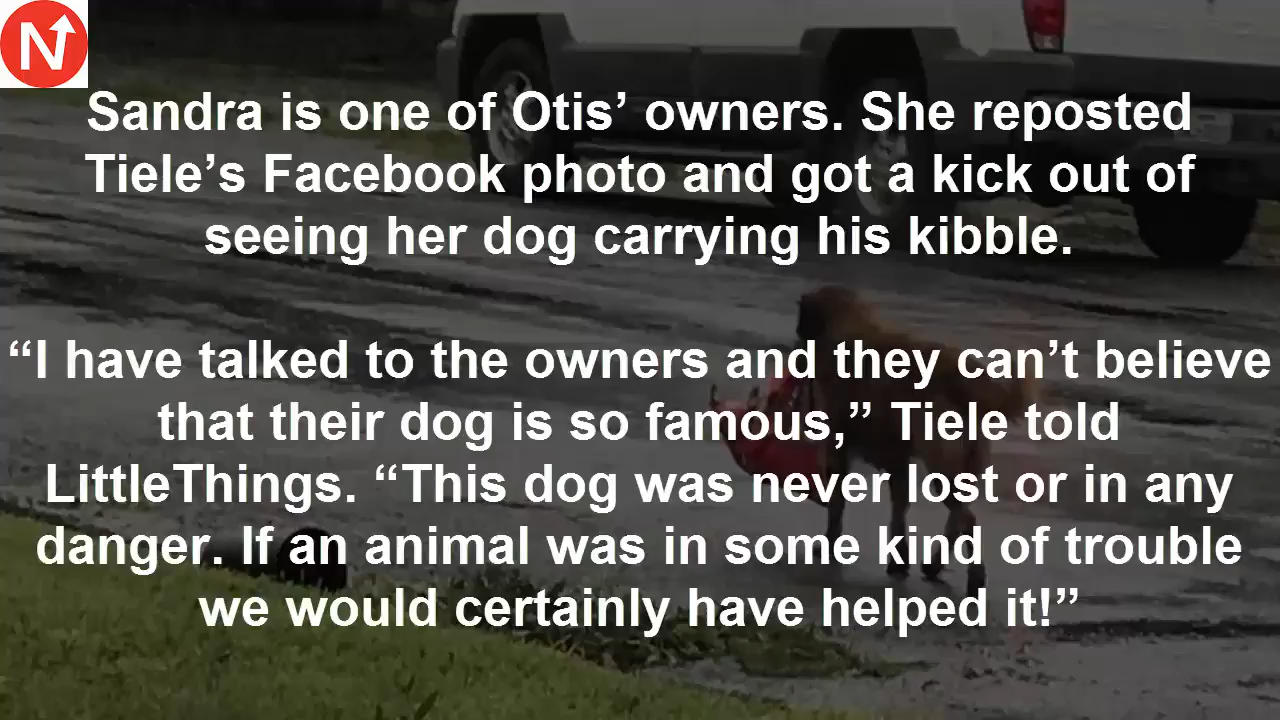 N
Sandra is one of Otis’ owners. She reposted
Tiele’s Facebook photo and got a kick out of
seeing her dog carrying his kibble.
“I have talked to the owners and they can’t believe
that their dog is so famous,” Tiele told
LittleThings. “This dog was never lost or in any
danger. If an animal was in some kind of trouble
we would certainly have helped it!”